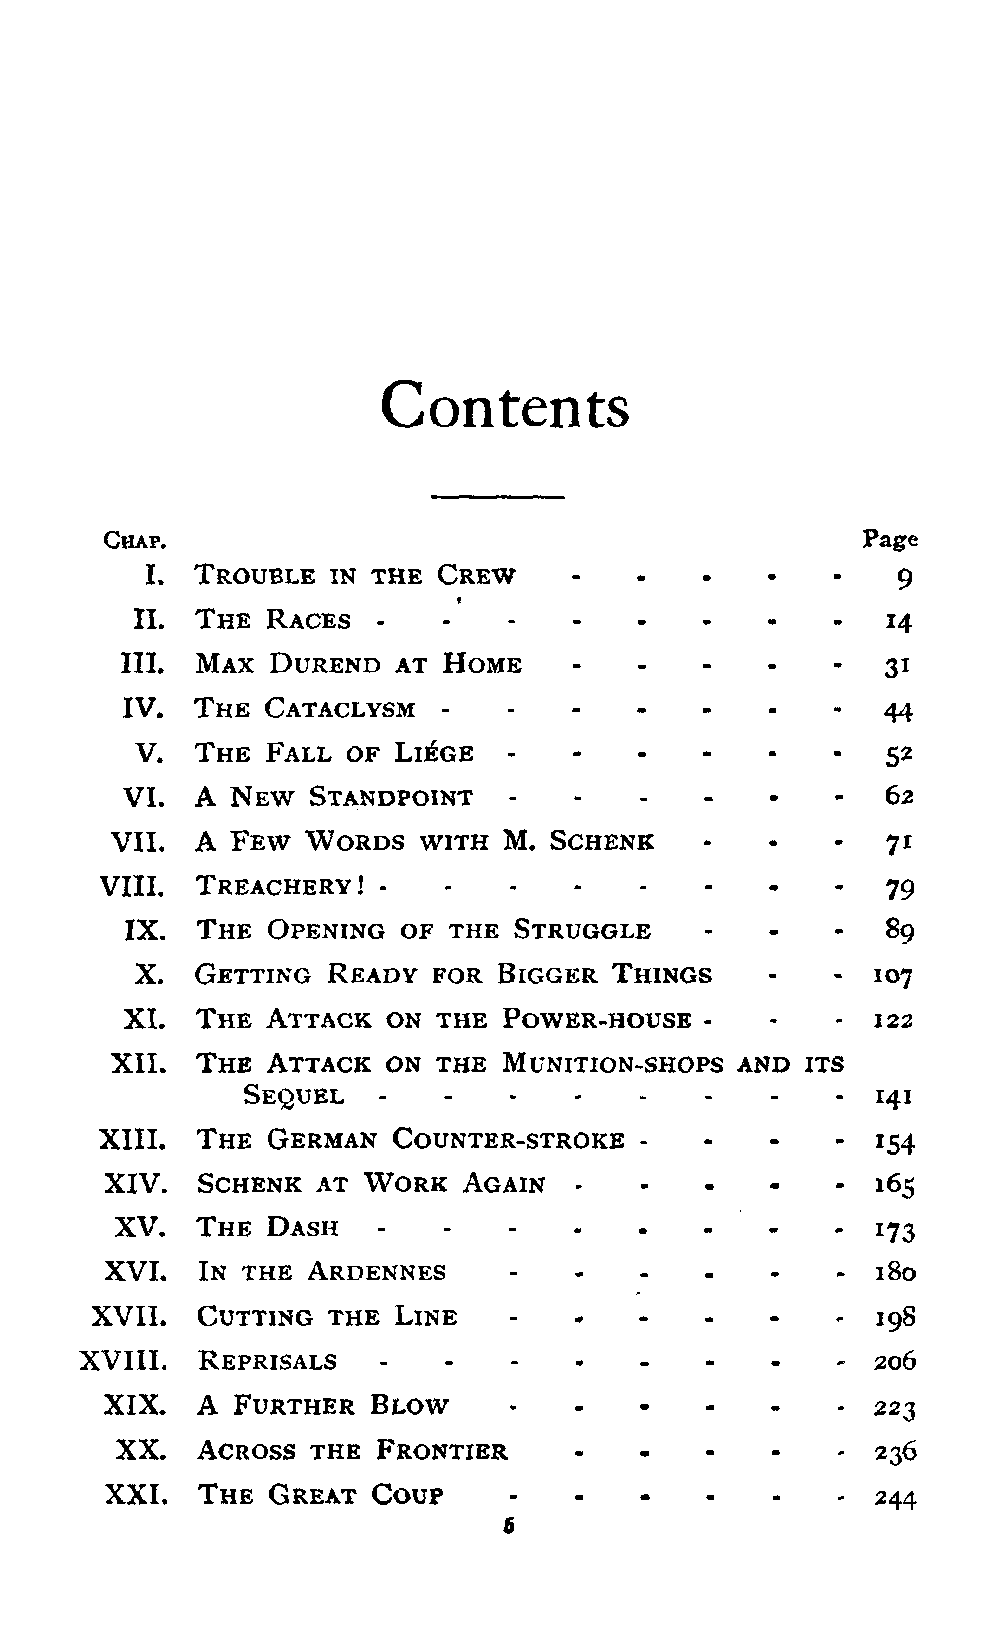 Contents
CHAP. Page
I. TROUBLE IN THE CREW - - - - - 9
II. THE RACES - - - - - - - - 14
III. MAX DUREND AT HOME - - - - - 31
IV. THE CATACLYSM - - - - - - - 44
V. THE FALL OF LIÉGE - - - - - - 52
VI. A NEW STANDPOINT - - - - - - 62
VII. A FEW WORDS WITH M. SCHENK - - - 71
VIII. TREACHERY! - - - - - - - - 79
IX. THE OPENING OF THE STRUGGLE - - - 89
X. GETTING READY FOR BIGGER THINGS - - 107
XI. THE ATTACK ON THE POWER-HOUSE - - - 122
XII. THE ATTACK ON THE MUNITION-SHOPS AND ITS
SEQUEL - - - - - - - - 141
XIII. THE GERMAN COUNTER-STROKE - - - - 154
XIV. SCHENK AT WORK AGAIN - - - - - 165
XV. THE DASH - - - - - - - - 173
XVI. IN THE ARDENNES - - - - - - 180
XVII. CUTTING THE LINE - - - - - - 198
XVIII. REPRISALS - - - - - - - - 206
XIX. A FURTHER BLOW - - - - - - 223
XX. ACROSS THE FRONTIER - - - - - 236
XXI. THE GREAT COUP - - - - - - 244